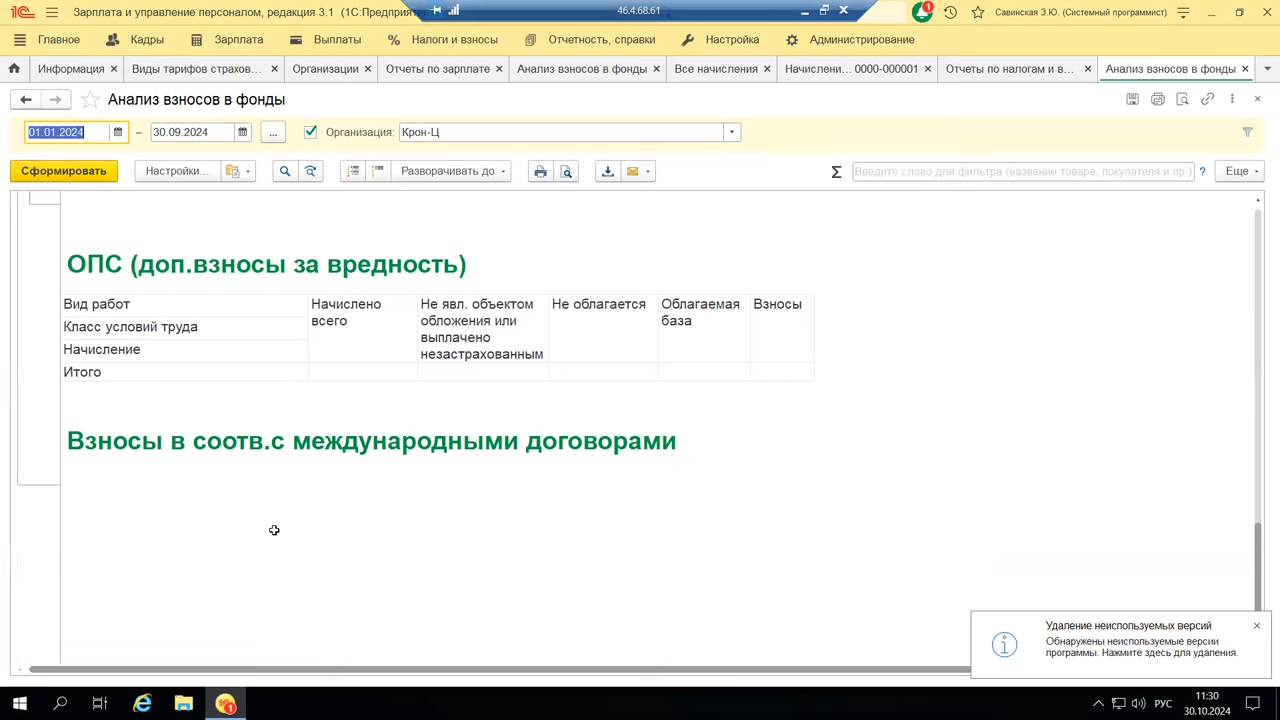 Зарплата и управление персоналом, редакция 3.1 (1С:Предприятие
46.4.68.61
1
Савинская З.Ю. (Системный программист)
Главное
Кадры
Зарплата
Выплаты
Налоги и взносы
Отчетность, справки
Настройка
Администрирование
Информация
Виды тарифов страхов...
Организации
Отчеты по зарплате
Анализ взносов в фонды
Все начисления
Начислени... 0000-000001
Отчеты по налогам и в...
Анализ взносов в фонды
Анализ взносов в фонды
01.01.2024 – 30.09.2024 ... Организация: Крон-Ц
Сформировать
Настройки...
Разворачивать до
Σ
Введите слово для фильтра (название товара, покупателя и пр.)
?
Еще
ОПС (доп.взносы за вредность)
Вид работ
Класс условий труда
Начисление
Начислено
всего
Не явл. объектом
обложения или
выплачено
незастрахованным
Не облагается
Облагаемая
база
Взносы
Итого
Взносы в соотв.с международными договорами
Удаление неиспользуемых версий
Обнаружены неиспользуемые версии
программы. Нажмите здесь для удаления.
1
РУС
11:30
30.10.2024